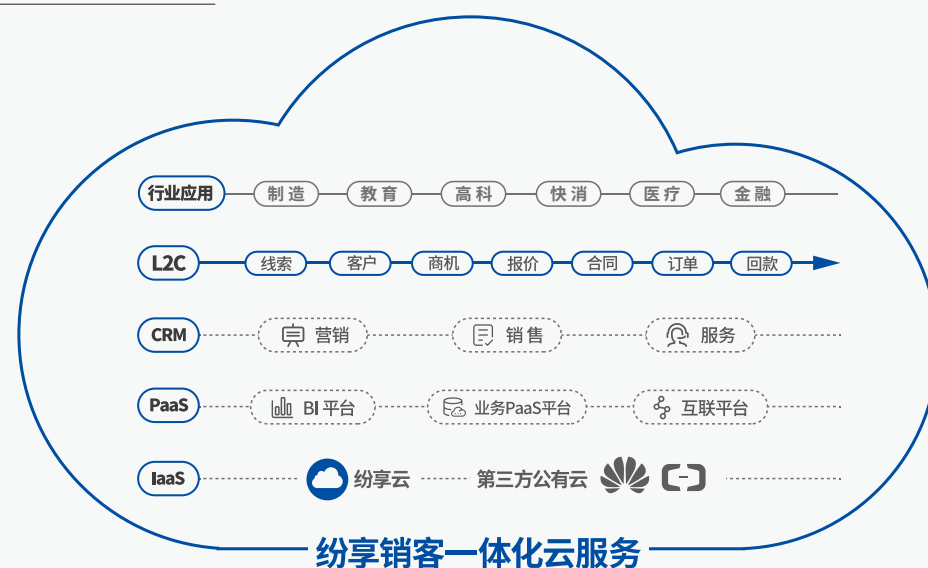 行业应用 制造 教育 高科 快消 医疗 金融
L2C 线索 客户 商机 报价 合同 订单 回款
CRM 营销 销售 服务
PaaS BI平台 业务PaaS平台 互联平台
IaaS 纷享云 第三方公有云
纷享销客一体化云服务